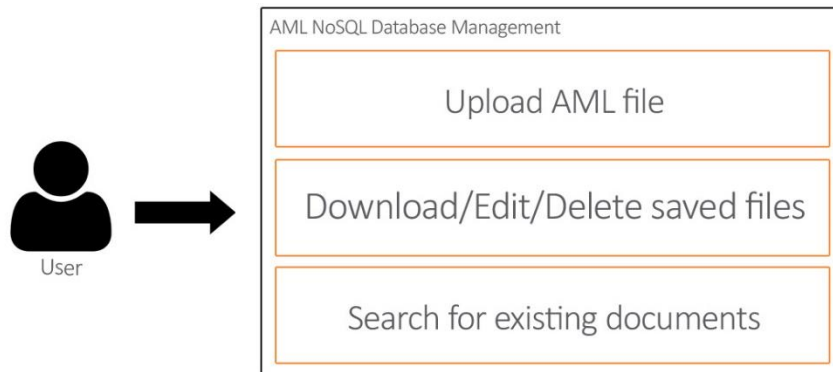 AML NoSQL Database Management
Upload AML file
Download/Edit/Delete saved files
User
Search for existing documents